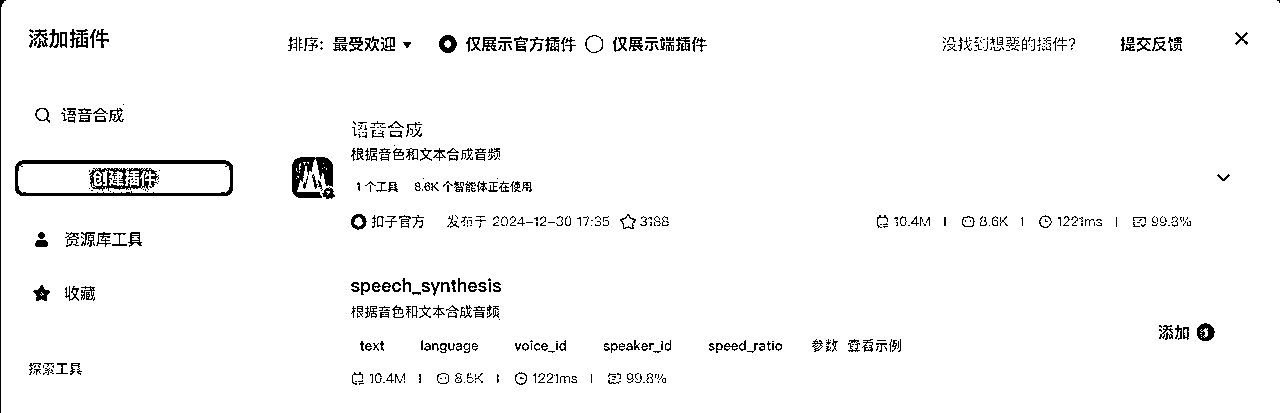 添加插件
排序: 最受欢迎 仅展示官方插件 仅展示端插件 没找到想要的插件? 提交反馈
语音合成
创建插件
资源库工具
收藏
探索工具
语音合成
根据音色和文本合成音频
1 个工具 8.6K 个智能体正在使用
扣子官方 发布于 2024-12-30 17:35 3188 10.4M | 8.6K | 1221ms | 99.8%
speech_synthesis
根据音色和文本合成音频
text language voice_id speaker_id speed_ratio 参数 查看示例
添加
10.4M | 8.5K | 1221ms | 99.8%